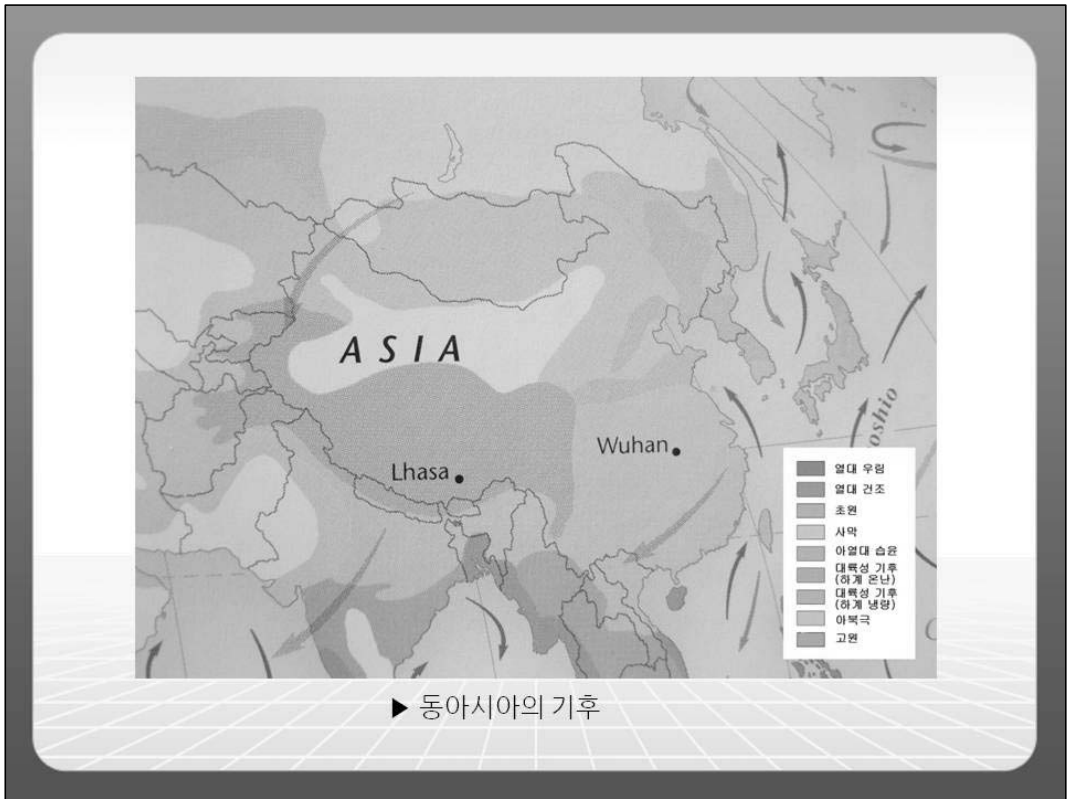 ASIA
Wuhan
Lhasa
oshio
열대 우림
열대 건조
초원
사막
아열대 습윤
대륙성 기후
(하계 온난)
대륙성 기후
(하계 냉량)
아북극
고원
▶ 동아시아의 기후